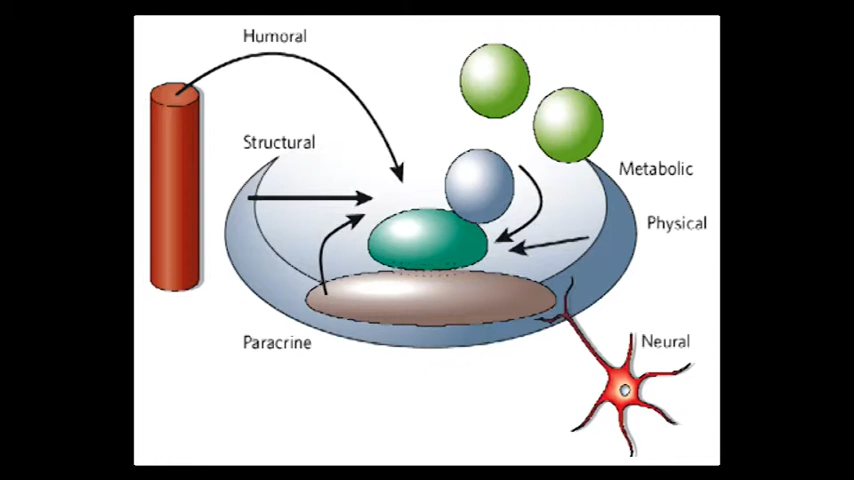 Humoral
Structural
Metabolic
Physical
Paracrine
Neural